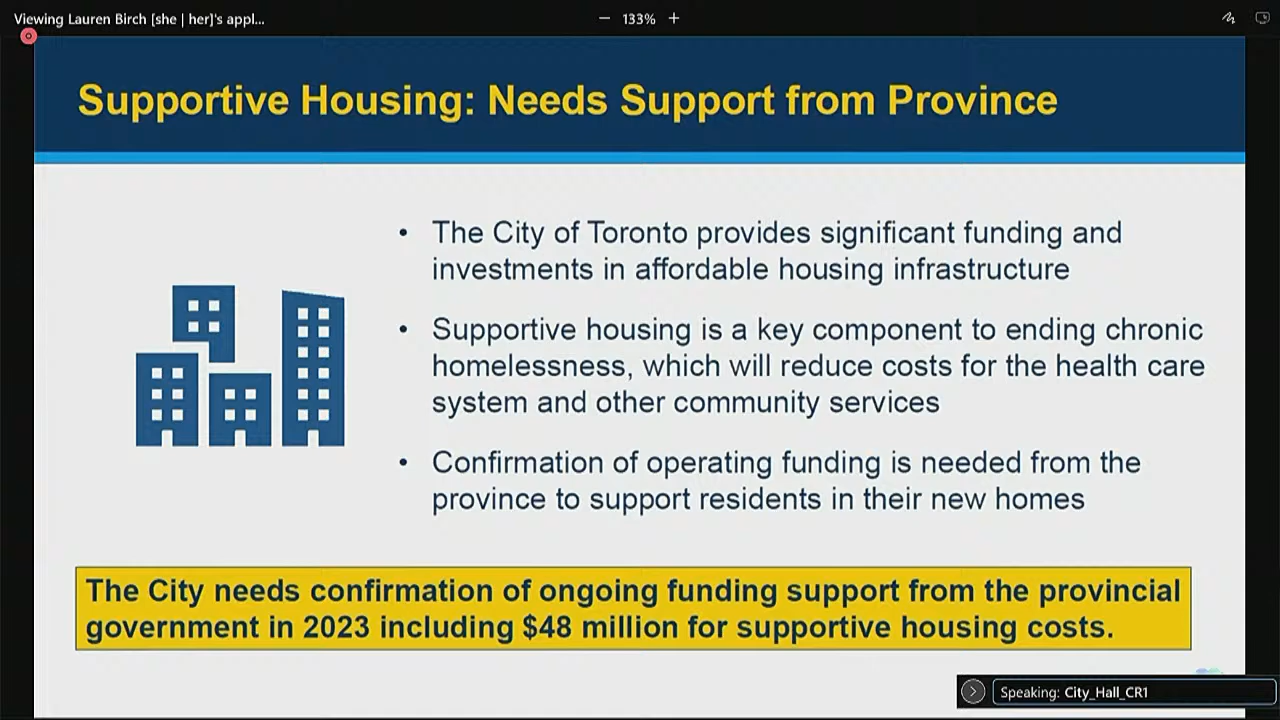 Viewing Lauren Birch [she | her]'s appl...
133%
Supportive Housing: Needs Support from Province
• The City of Toronto provides significant funding and
investments in affordable housing infrastructure
• Supportive housing is a key component to ending chronic
homelessness, which will reduce costs for the health care
system and other community services
• Confirmation of operating funding is needed from the
province to support residents in their new homes
The City needs confirmation of ongoing funding support from the provincial
government in 2023 including $48 million for supportive housing costs.
Speaking: City_Hall_CR1